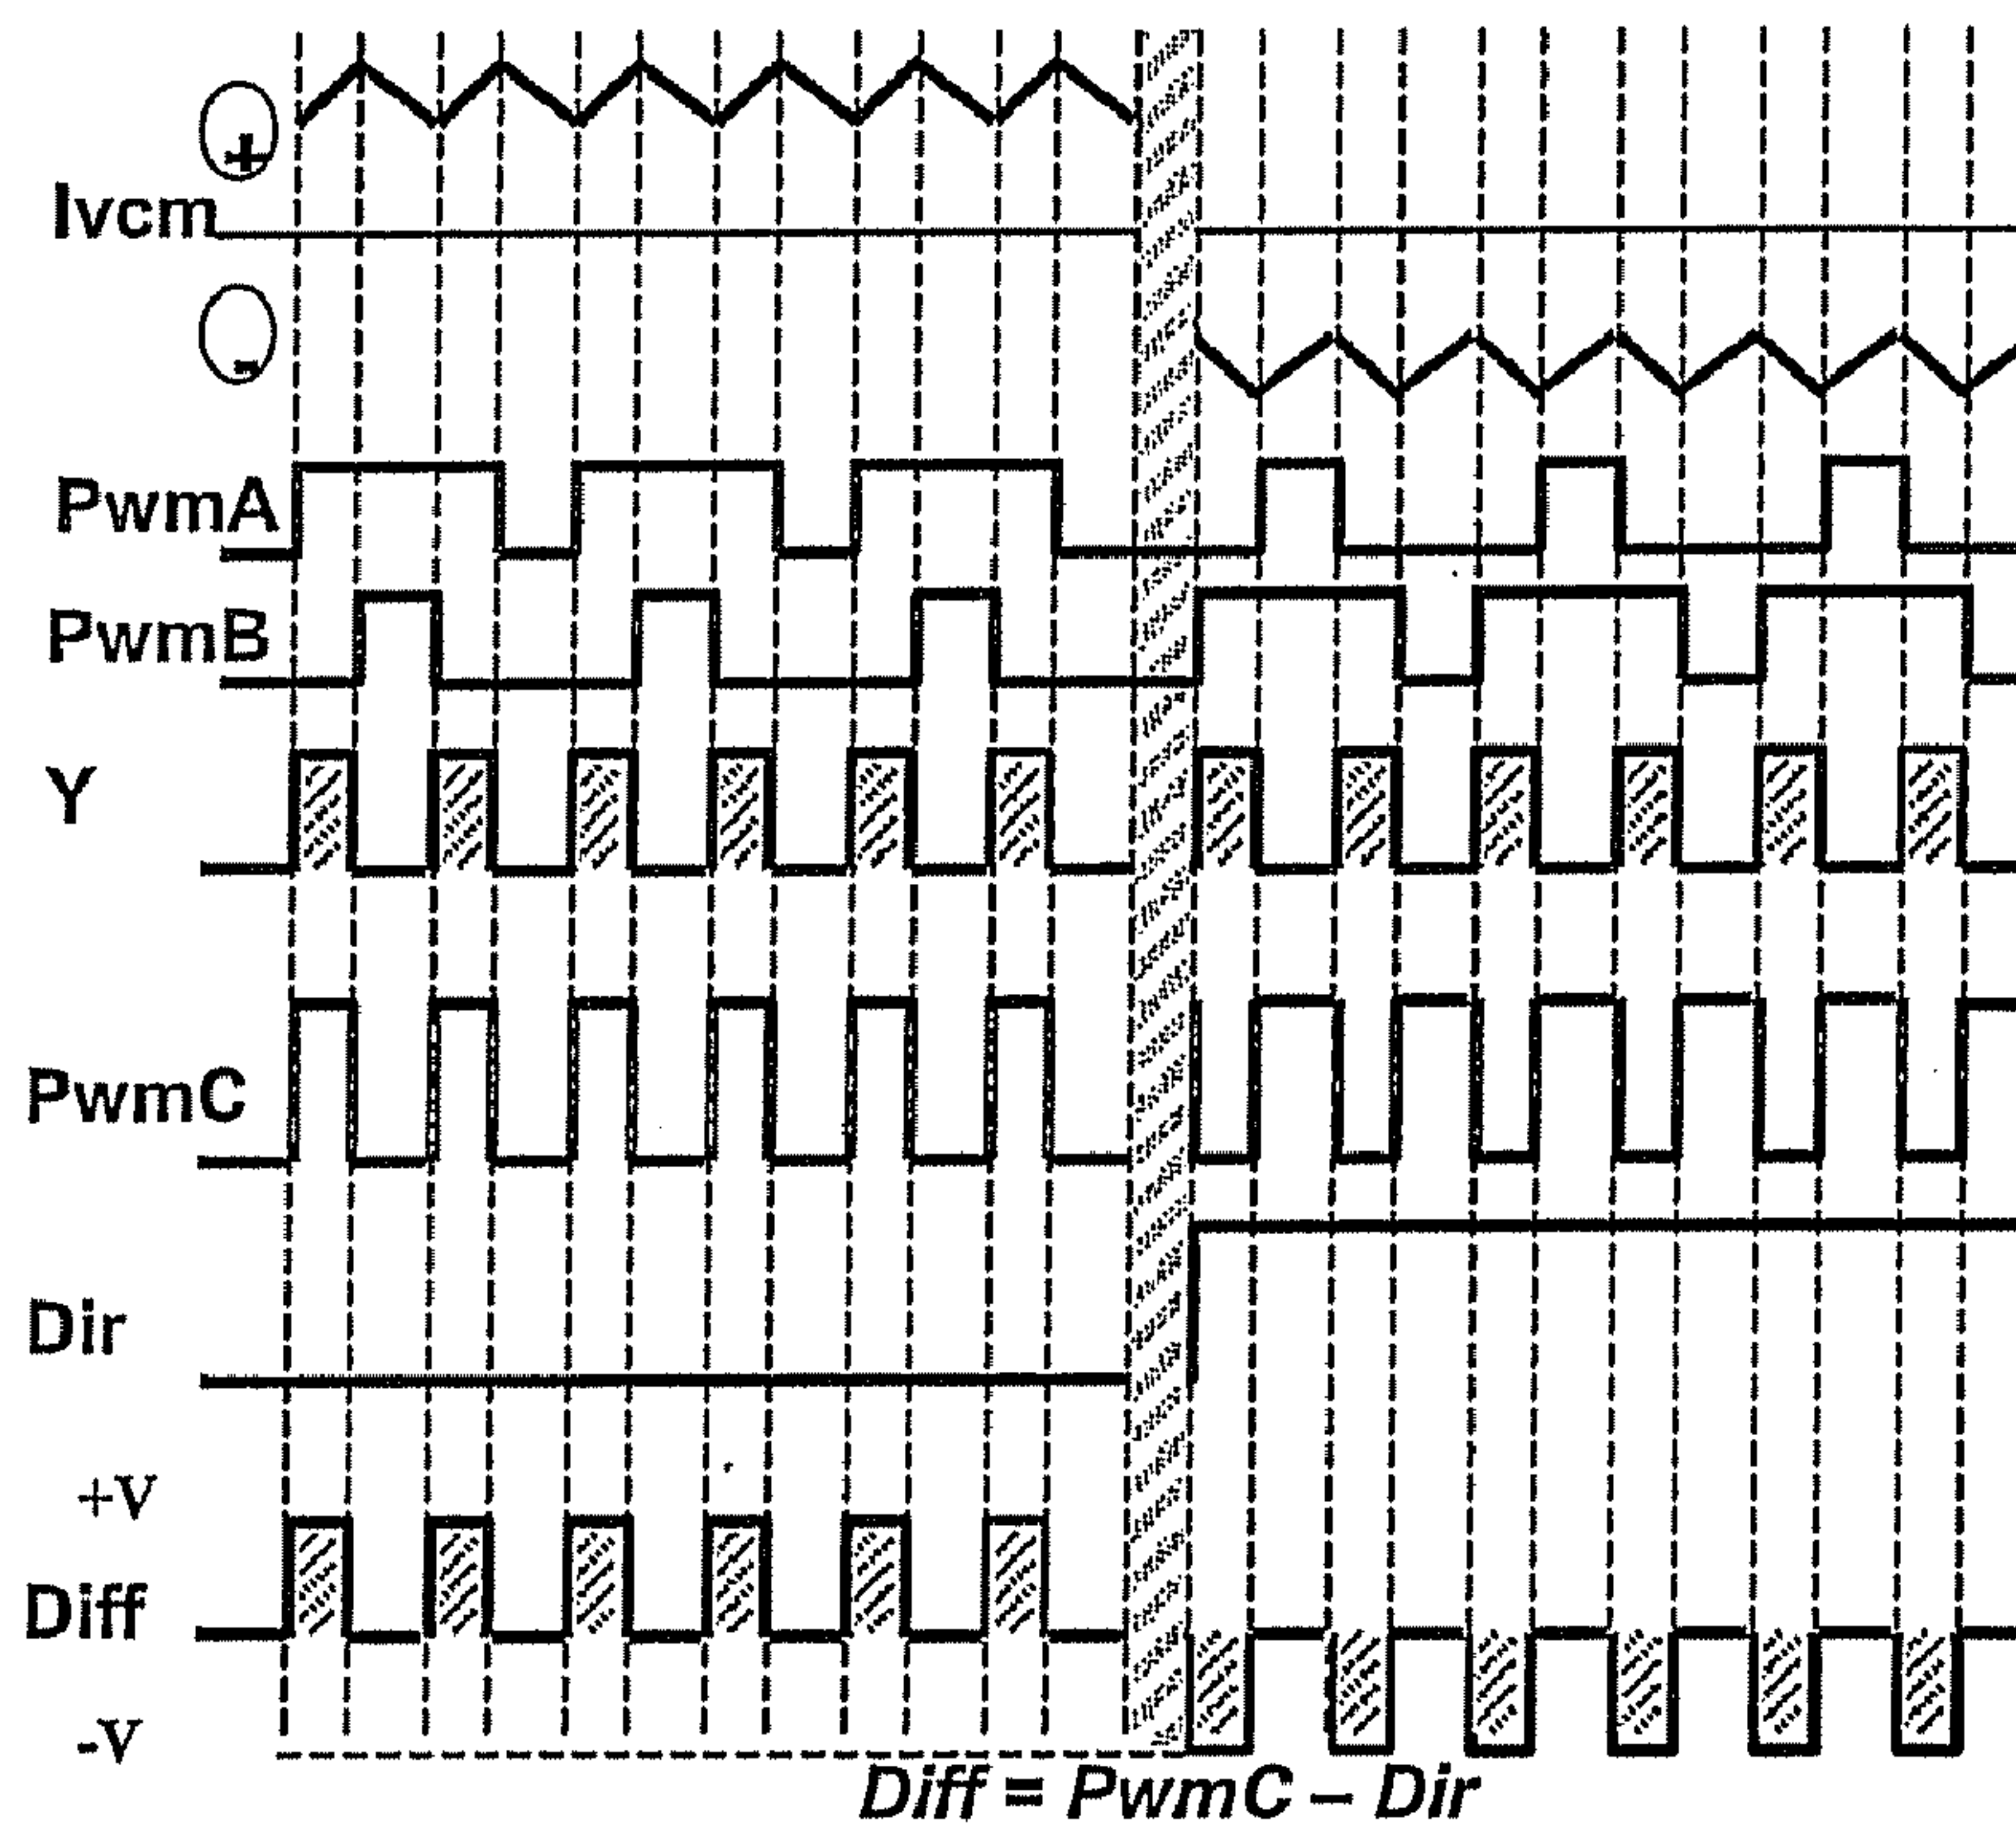 +
Ivcm
-
PwmA
PwmB
Y
PwmC
Dir
+V
Diff
-V
Diff = PwmC – Dir